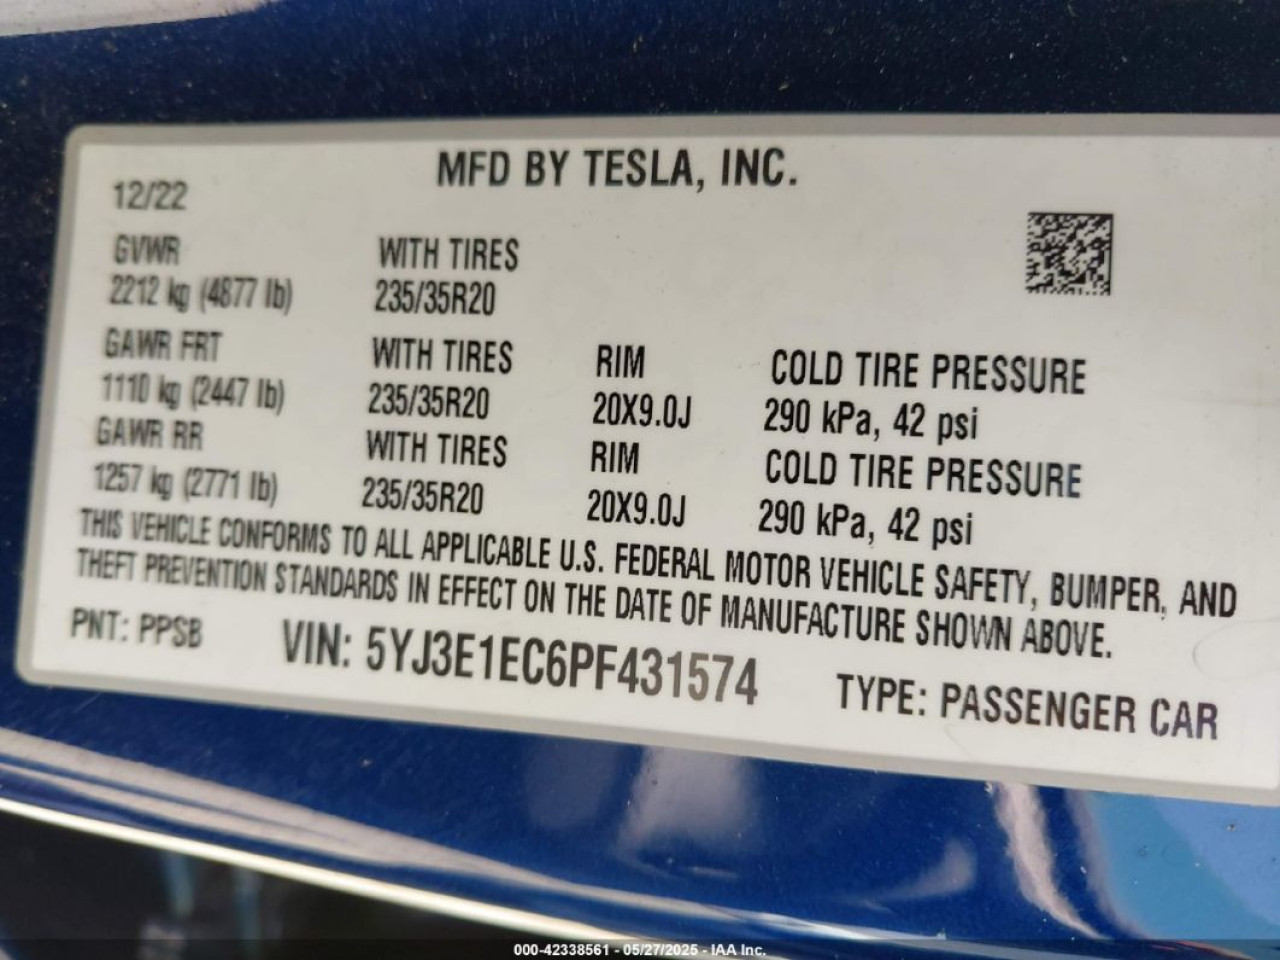 MFD BY TESLA, INC.
12/22
GVWR WITH TIRES
2212 kg (4877 lb) 235/35R20
GAWR FRT WITH TIRES RIM COLD TIRE PRESSURE
1110 kg (2447 lb) 235/35R20 20X9.0J 290 kPa, 42 psi
GAWR RR WITH TIRES RIM COLD TIRE PRESSURE
1257 kg (2771 lb) 235/35R20 20X9.0J 290 kPa, 42 psi
THIS VEHICLE CONFORMS TO ALL APPLICABLE U.S. FEDERAL MOTOR VEHICLE SAFETY, BUMPER, AND
THEFT PREVENTION STANDARDS IN EFFECT ON THE DATE OF MANUFACTURE SHOWN ABOVE.
PNT: PPSB VIN: 5YJ3E1EC6PF431574 TYPE: PASSENGER CAR
000-42338561 - 05/27/2025 - IAA Inc.